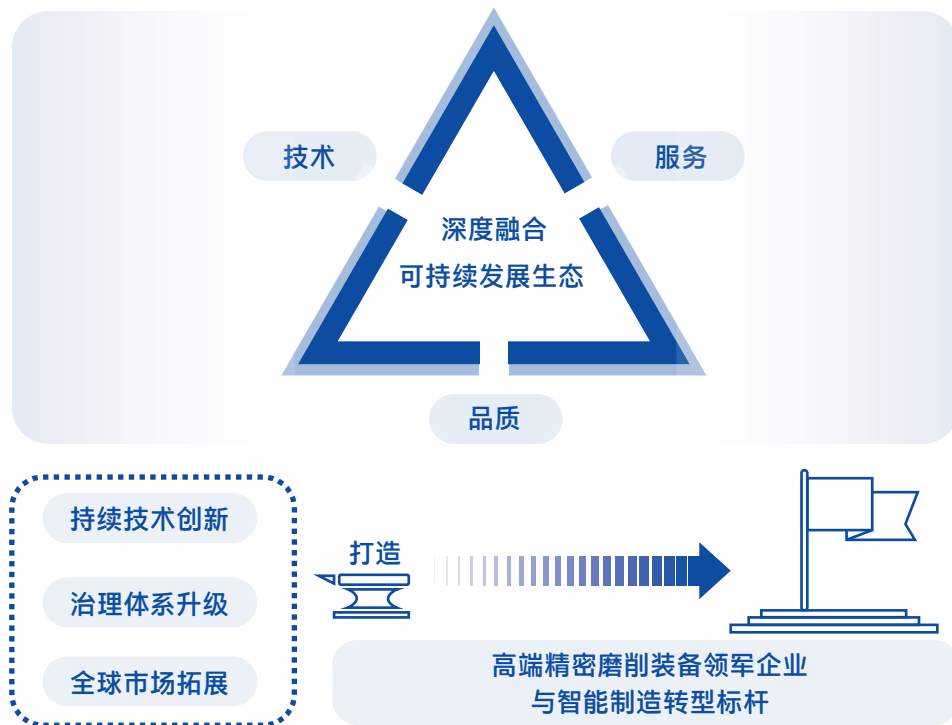 技术
服务
深度融合
可持续发展生态
品质
持续技术创新
治理体系升级
全球市场拓展
打造
高端精密磨削装备领军企业
与智能制造转型标杆